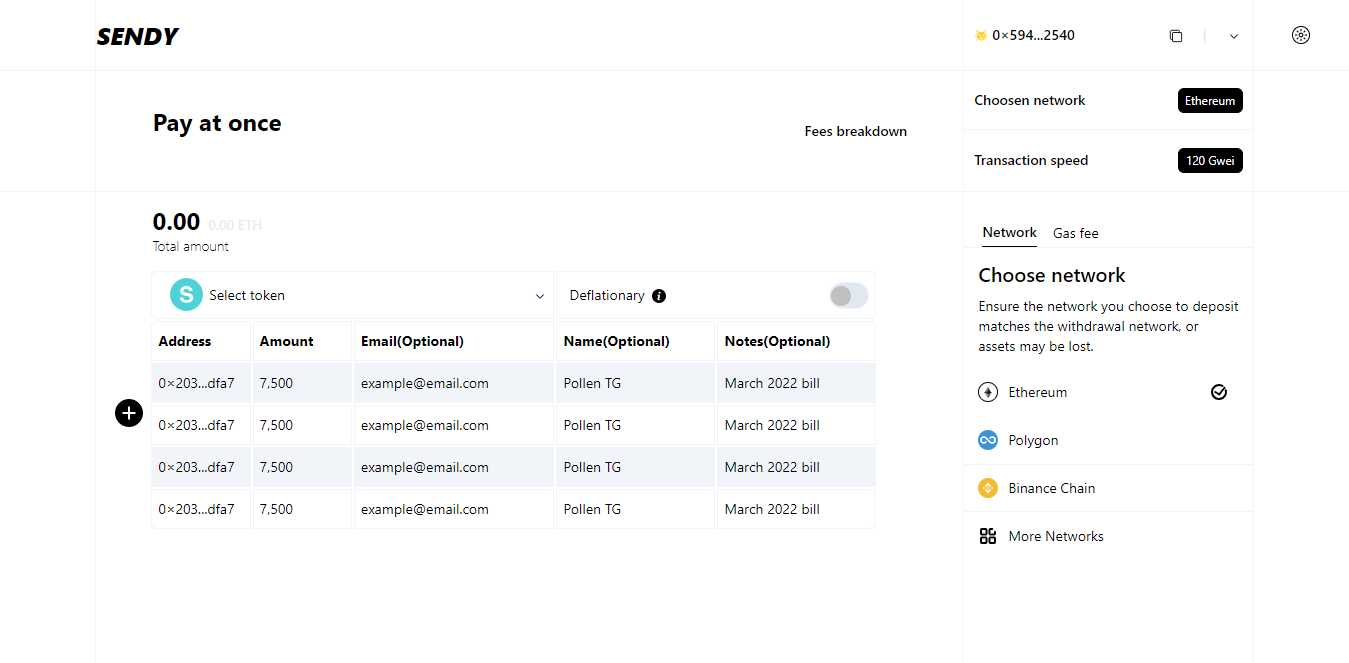 SENDY
0×594...2540
Pay at once
Fees breakdown
Choosen network
Ethereum
Transaction speed
120 Gwei
0.00 0.00 ETH
Total amount
S Select token
Deflationary
Address Amount Email(Optional) Name(Optional) Notes(Optional)
0×203...dfa7 7,500 example@email.com Pollen TG March 2022 bill
0×203...dfa7 7,500 example@email.com Pollen TG March 2022 bill
0×203...dfa7 7,500 example@email.com Pollen TG March 2022 bill
0×203...dfa7 7,500 example@email.com Pollen TG March 2022 bill
Network Gas fee
Choose network
Ensure the network you choose to deposit
matches the withdrawal network, or
assets may be lost.
Ethereum
Polygon
Binance Chain
More Networks